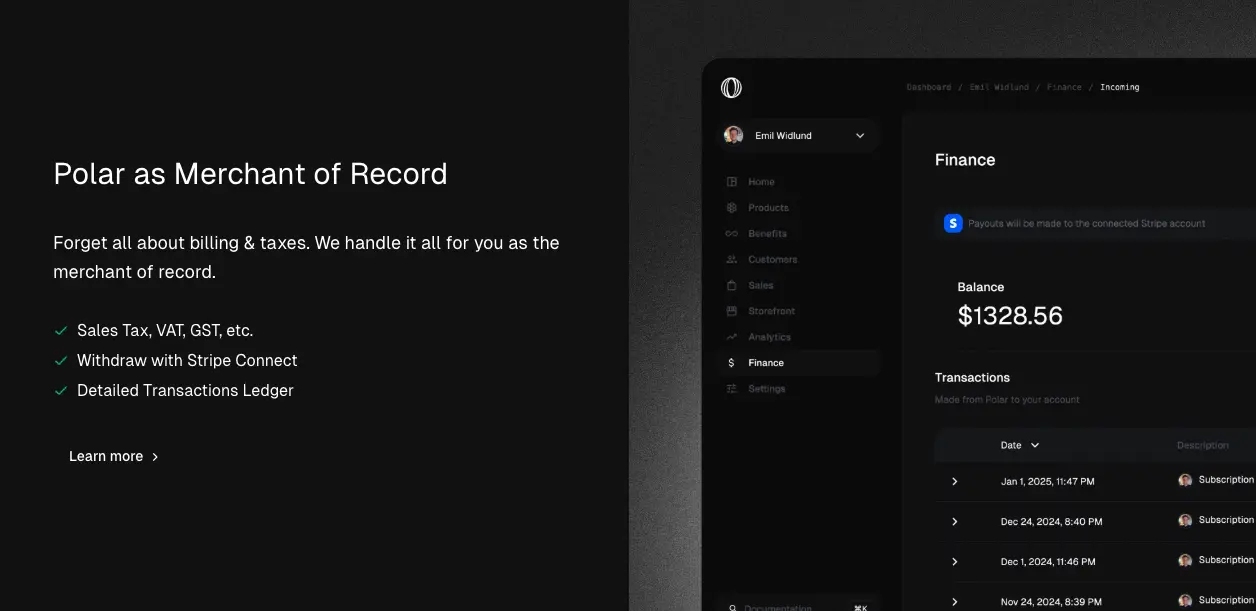 Polar as Merchant of Record
Forget all about billing & taxes. We handle it all for you as the
merchant of record.
Sales Tax, VAT, GST, etc.
Withdraw with Stripe Connect
Detailed Transactions Ledger
Learn more
Emil Widlund
Home
Products
Benefits
Customers
Sales
Storefront
Analytics
$ Finance
Settings
Documentation ⌘K
Dashboard / Emil Widlund / Finance / Incoming
Finance
S Payouts will be made to the connected Stripe account
Balance
$1328.56
Transactions
Made from Polar to your account
Date Description
Jan 1, 2025, 11:47 PM Subscription
Dec 24, 2024, 8:40 PM Subscription
Dec 1, 2024, 11:46 PM Subscription
Nov 24, 2024, 8:39 PM Subscription